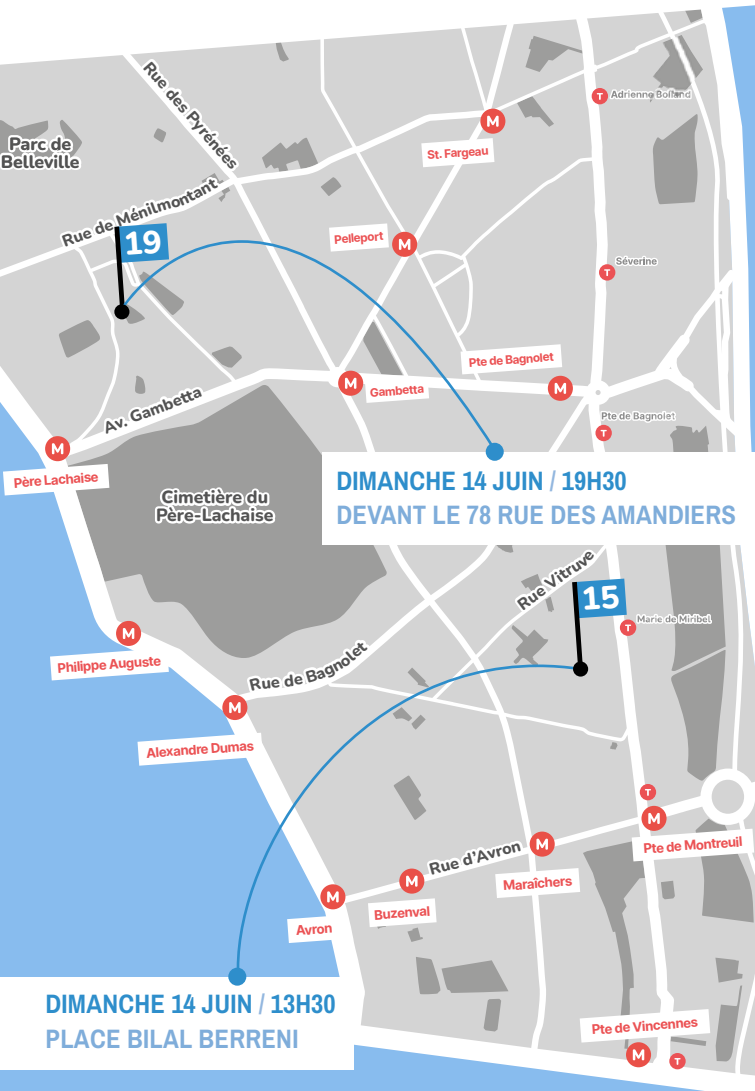 Rue des Pyrénées
Adrienne Bolland
Parc de
Belleville
M
T
St. Fargeau
Rue de Ménilmontant
19
Pelleport
M
Séverine
T
Pte de Bagnolet
M
Gambetta
M
Av. Gambetta
Pte de Bagnolet
T
M
Père Lachaise
Cimetière du
Père-Lachaise
DIMANCHE 14 JUIN / 19H30
DEVANT LE 78 RUE DES AMANDIERS
Rue Vitruve
15
Marie de Miribel
T
M
Philippe Auguste
Rue de Bagnolet
M
Alexandre Dumas
T
M
Pte de Montreuil
Rue d'Avron
M
Maraîchers
M
Buzenval
M
Avron
DIMANCHE 14 JUIN / 13H30
PLACE BILAL BERRENI
Pte de Vincennes
M
T